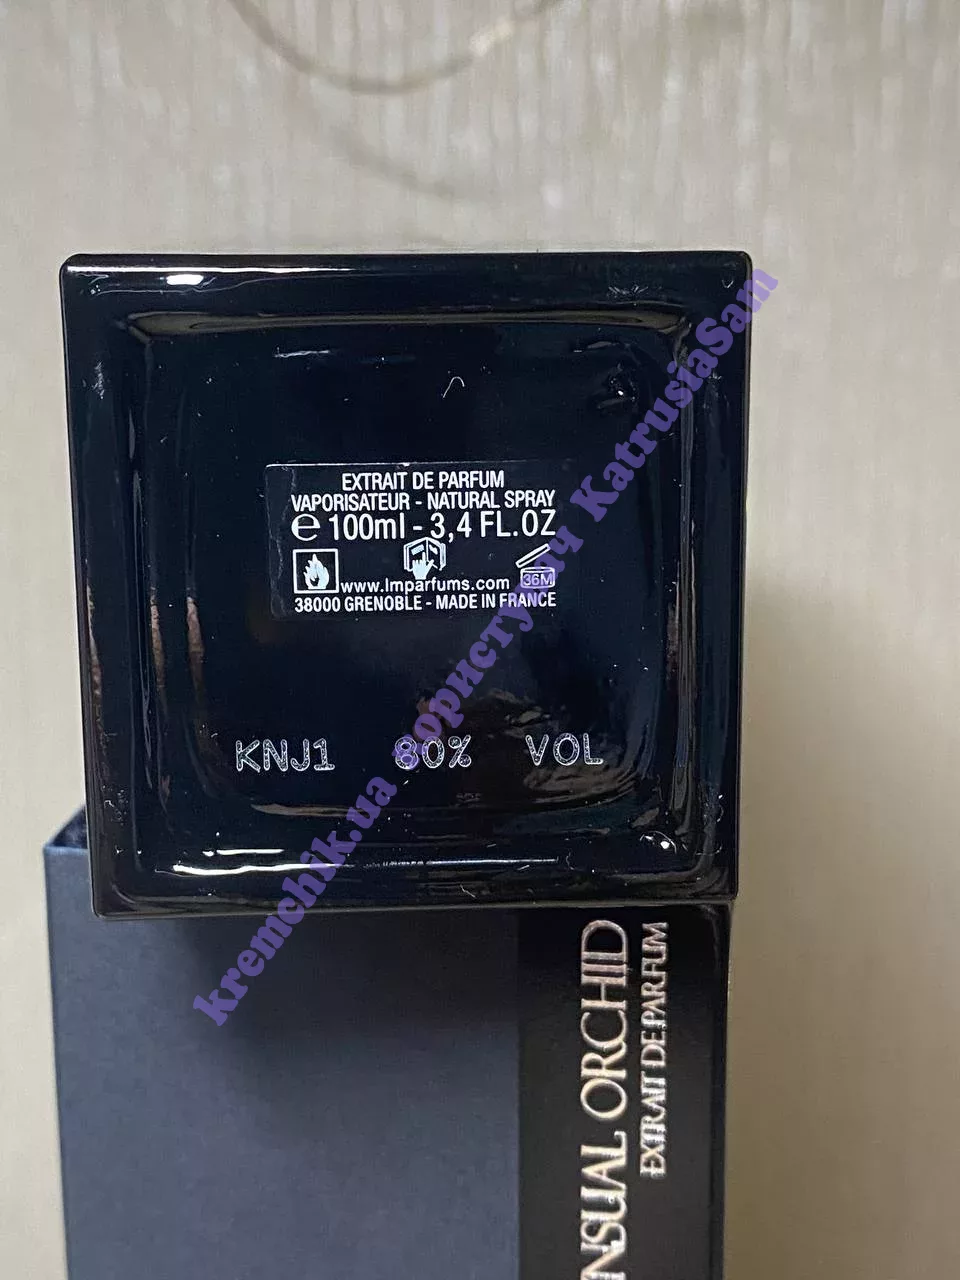 EXTRAIT DE PARFUM
VAPORISATEUR - NATURAL SPRAY
e 100ml - 3,4 FL.OZ
36M
www.lmparfums.com
38000 GRENOBLE - MADE IN FRANCE
KNJ1 80% VOL
kremchik.ua користувач KatrusiaSam
NSUAL ORCHID
EXTRAIT DE PARFUM